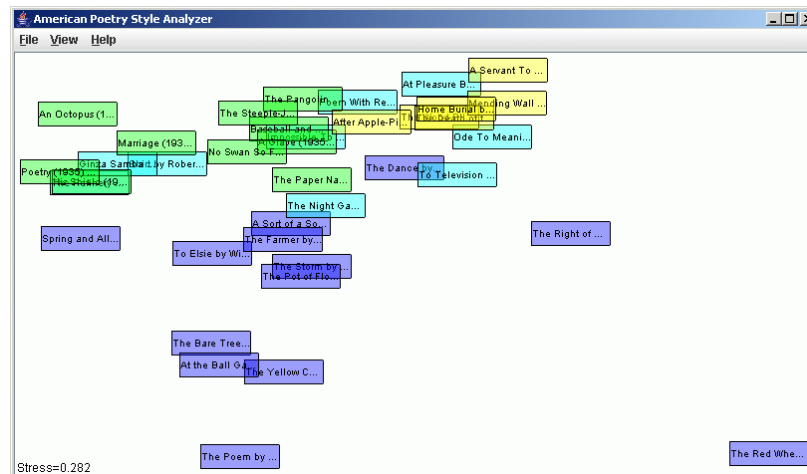 American Poetry Style Analyzer
File View Help
A Servant To ...
At Pleasure B...
The Pangolin
Poem With Re...
Mending Wall
Home Burial b...
An Octopus (1...
The Steeple-J...
After Apple-Pi...
Baseball and
Ode To Meani...
Marriage (193...
A Grave (1935...
No Swan So F...
Ginza Samba
by Rober...
The Dance by
Poetry (1935)
To Television
The Paper Na...
The Night Ga...
A Sort of a So...
Spring and All...
The Farmer by...
The Right of ...
To Elsie by Wi...
The Storm by ...
The Pot of Flo...
The Bare Tree...
At the Ball Ga...
The Yellow C...
The Poem by ...
The Red Whe...
Stress=0.282